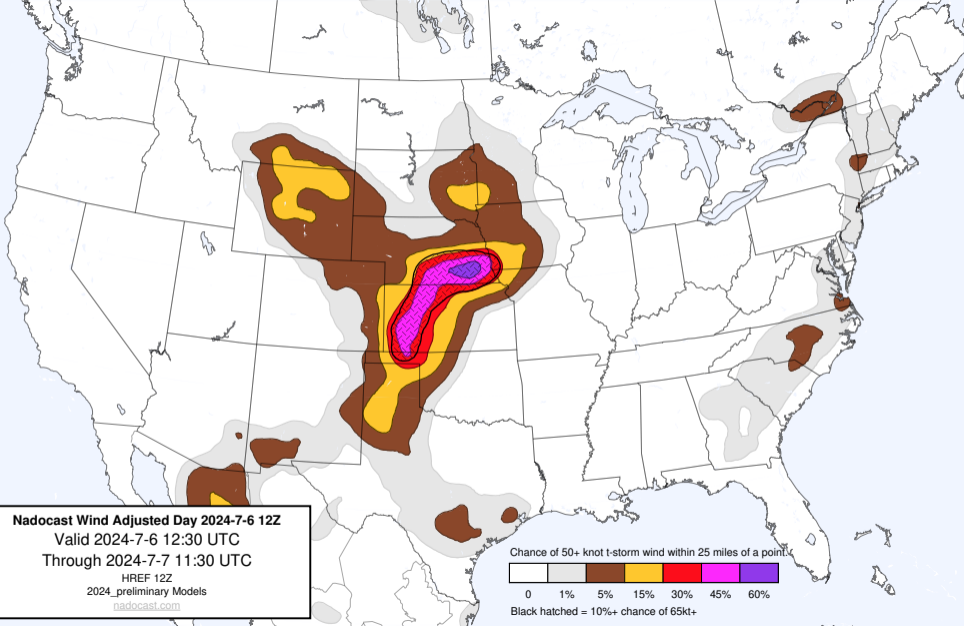 Nadocast Wind Adjusted Day 2024-7-6 12Z
Valid 2024-7-6 12:30 UTC
Through 2024-7-7 11:30 UTC
HREF 12Z
2024_preliminary Models
nadocast.com
Chance of 50+ knot t-storm wind within 25 miles of a point.
0 1% 5% 15% 30% 45% 60%
Black hatched = 10%+ chance of 65kt+